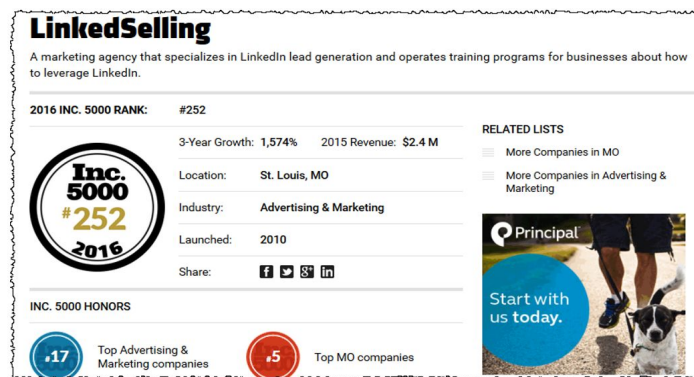 LinkedSelling
A marketing agency that specializes in LinkedIn lead generation and operates training programs for businesses about how
to leverage LinkedIn.
2016 INC. 5000 RANK: #252
3-Year Growth: 1,574% 2015 Revenue: $2.4 M
Location: St. Louis, MO
Industry: Advertising & Marketing
Launched: 2010
Share:
Inc.
5000
#252
2016
INC. 5000 HONORS
#17
Top Advertising &
Marketing companies
#5
Top MO companies
RELATED LISTS
More Companies in MO
More Companies in Advertising &
Marketing
Principal
Start with
us today.